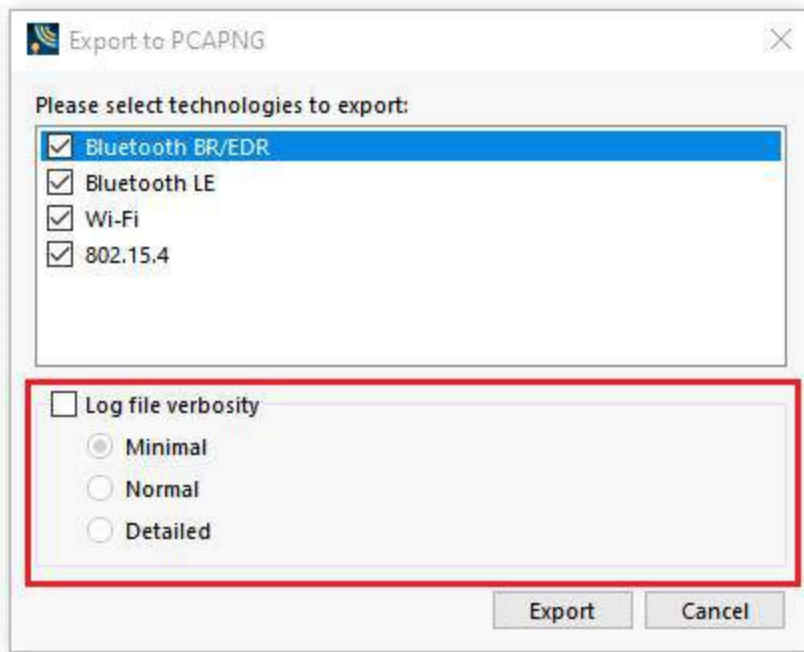 Export to PCAPNG
Please select technologies to export:
Bluetooth BR/EDR
Bluetooth LE
Wi-Fi
802.15.4
Log file verbosity
Minimal
Normal
Detailed
Export Cancel